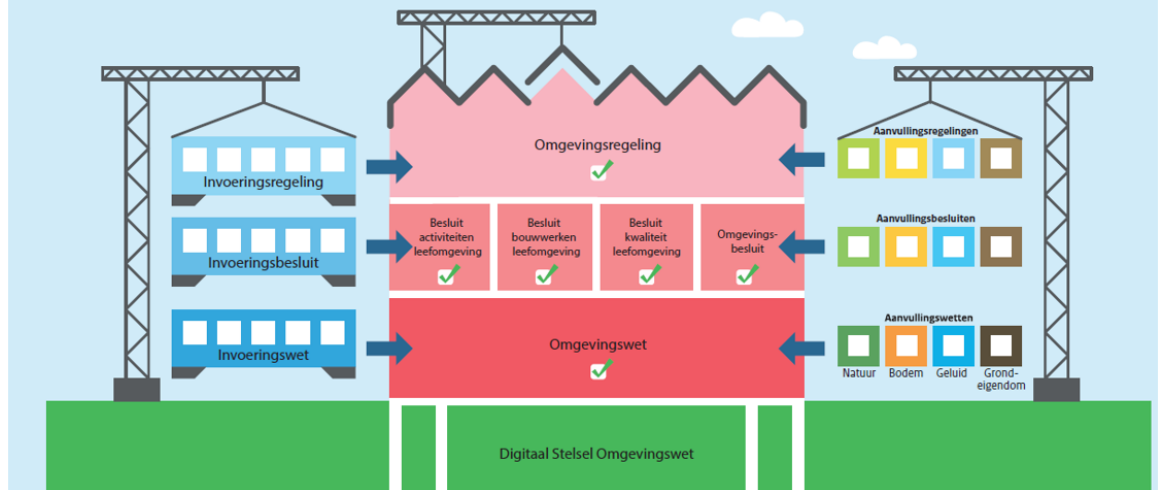 Omgevingsregeling
Invoeringsregeling
Aanvullingsregelingen
Besluit
activiteiten
leefomgeving
Besluit
bouwwerken
leefomgeving
Besluit
kwaliteit
leefomgeving
Omgevings-
besluit
Invoeringsbesluit
Aanvullingsbesluiten
Omgevingswet
Invoeringswet
Aanvullingswetten
Natuur
Bodem
Geluid
Grond-
eigendom
Digitaal Stelsel Omgevingswet